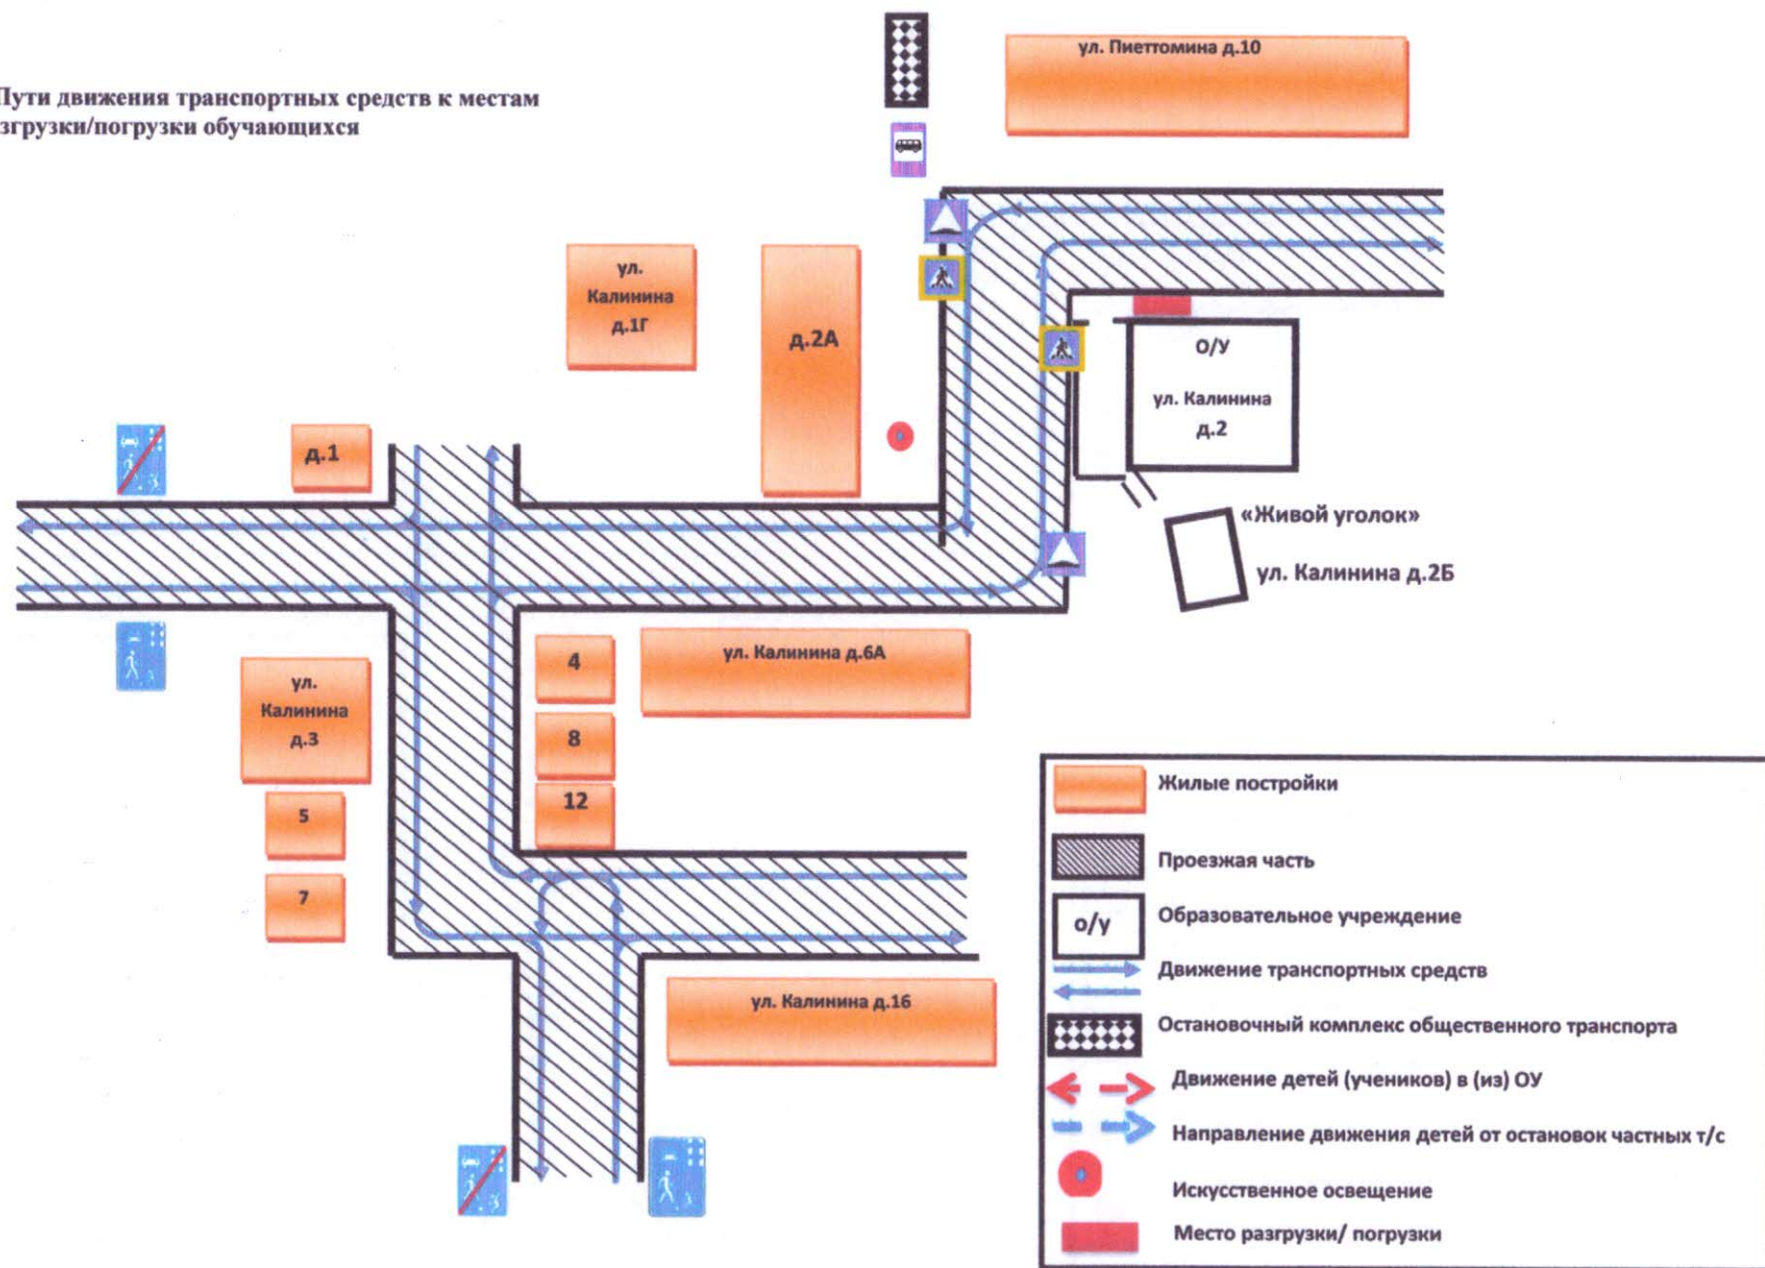 Пути движения транспортных средств к местам
згрузки/погрузки обучающихся
ул. Пиеттомина д.10
ул.
Калинина
д.1Г
д.2А
О/У
ул. Калинина
д.2
д.1
«Живой уголок»
ул. Калинина д.2Б
ул.
Калинина
д.3
4
ул. Калинина д.6А
8
12
5
7
ул. Калинина д.16
Жилые постройки
Проезжая часть
о/у
Образовательное учреждение
Движение транспортных средств
Остановочный комплекс общественного транспорта
Движение детей (учеников) в (из) ОУ
Направление движения детей от остановок частных т/с
Искусственное освещение
Место разгрузки/ погрузки